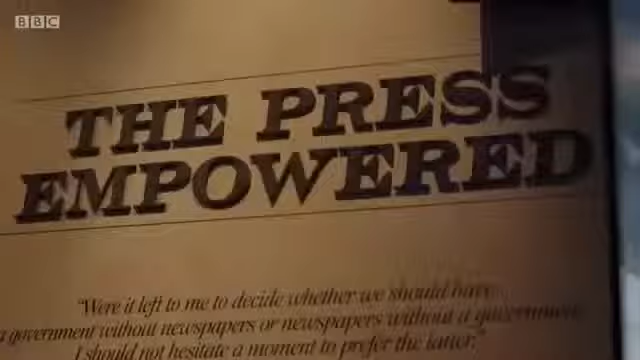 BBC
THE PRESS
EMPOWERED
"Were it left to me to decide whether we should have
a government without newspapers or newspapers without a government,
I should not hesitate a moment to prefer the latter."